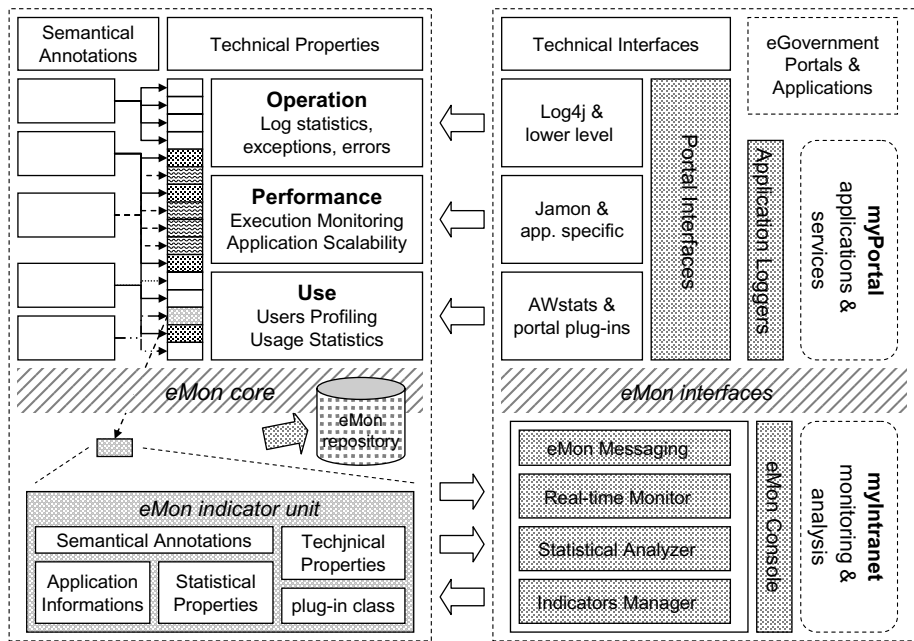 Semantical
Annotations
Technical Properties
Operation
Log statistics,
exceptions, errors
Performance
Execution Monitoring
Application Scalability
Use
Users Profiling
Usage Statistics
eMon core
eMon
repository
eMon indicator unit
Semantical Annotations
Techjnical
Properties
Application
Informations
Statistical
Properties
plug-in class
Technical Interfaces
eGovernment
Portals &
Applications
Log4j &
lower level
Jamon &
app. specific
AWstats &
portal plug-ins
Portal Interfaces
Application Loggers
myPortal
applications &
services
eMon interfaces
eMon Messaging
Real-time Monitor
Statistical Analyzer
Indicators Manager
eMon Console
myIntranet
monitoring &
analysis